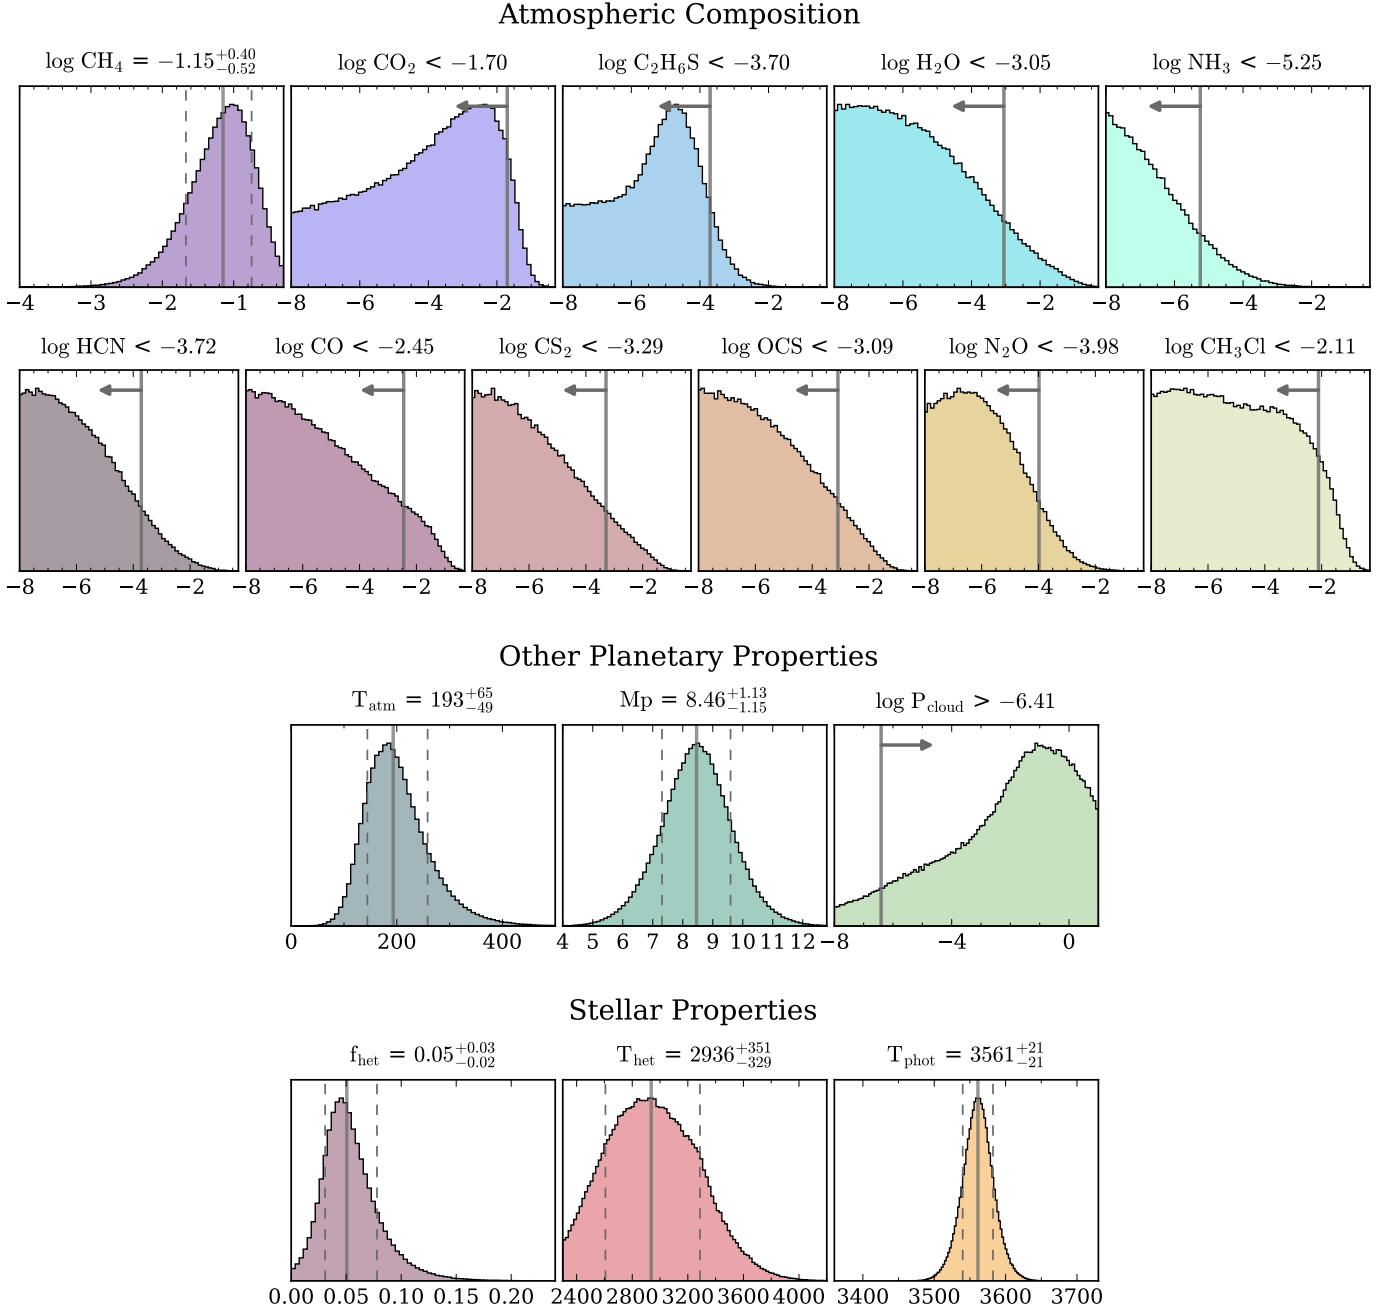 Atmospheric Composition
log CH₄ = −1.15 +0.40 −0.52
log CO₂ < −1.70
log C₂H₆S < −3.70
log H₂O < −3.05
log NH₃ < −5.25
−4 −3 −2 −1 −8 −6 −4 −2 −8 −6 −4 −2 −8 −6 −4 −2 −8 −6 −4 −2
log HCN < −3.72
log CO < −2.45
log CS₂ < −3.29
log OCS < −3.09
log N₂O < −3.98
log CH₃Cl < −2.11
−8 −6 −4 −2 −8 −6 −4 −2 −8 −6 −4 −2 −8 −6 −4 −2 −8 −6 −4 −2 −8 −6 −4 −2
Other Planetary Properties
T_atm = 193 +65 −49
Mp = 8.46 +1.13 −1.15
log P_cloud > −6.41
0 200 400 4 5 6 7 8 9 10 11 12 −8 −4 0
Stellar Properties
f_het = 0.05 +0.03 −0.02
T_het = 2936 +351 −329
T_phot = 3561 +21 −21
0.00 0.05 0.10 0.15 0.20 2400 2800 3200 3600 4000 3400 3500 3600 3700